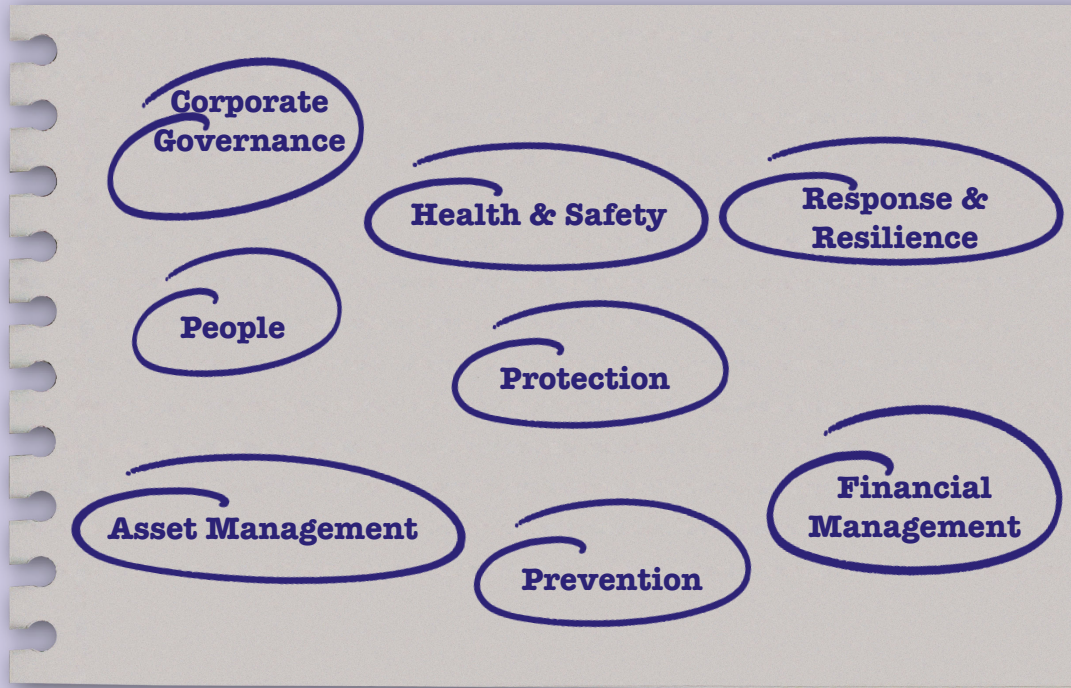 Corporate
Governance
Health & Safety
Response &
Resilience
People
Protection
Asset Management
Financial
Management
Prevention